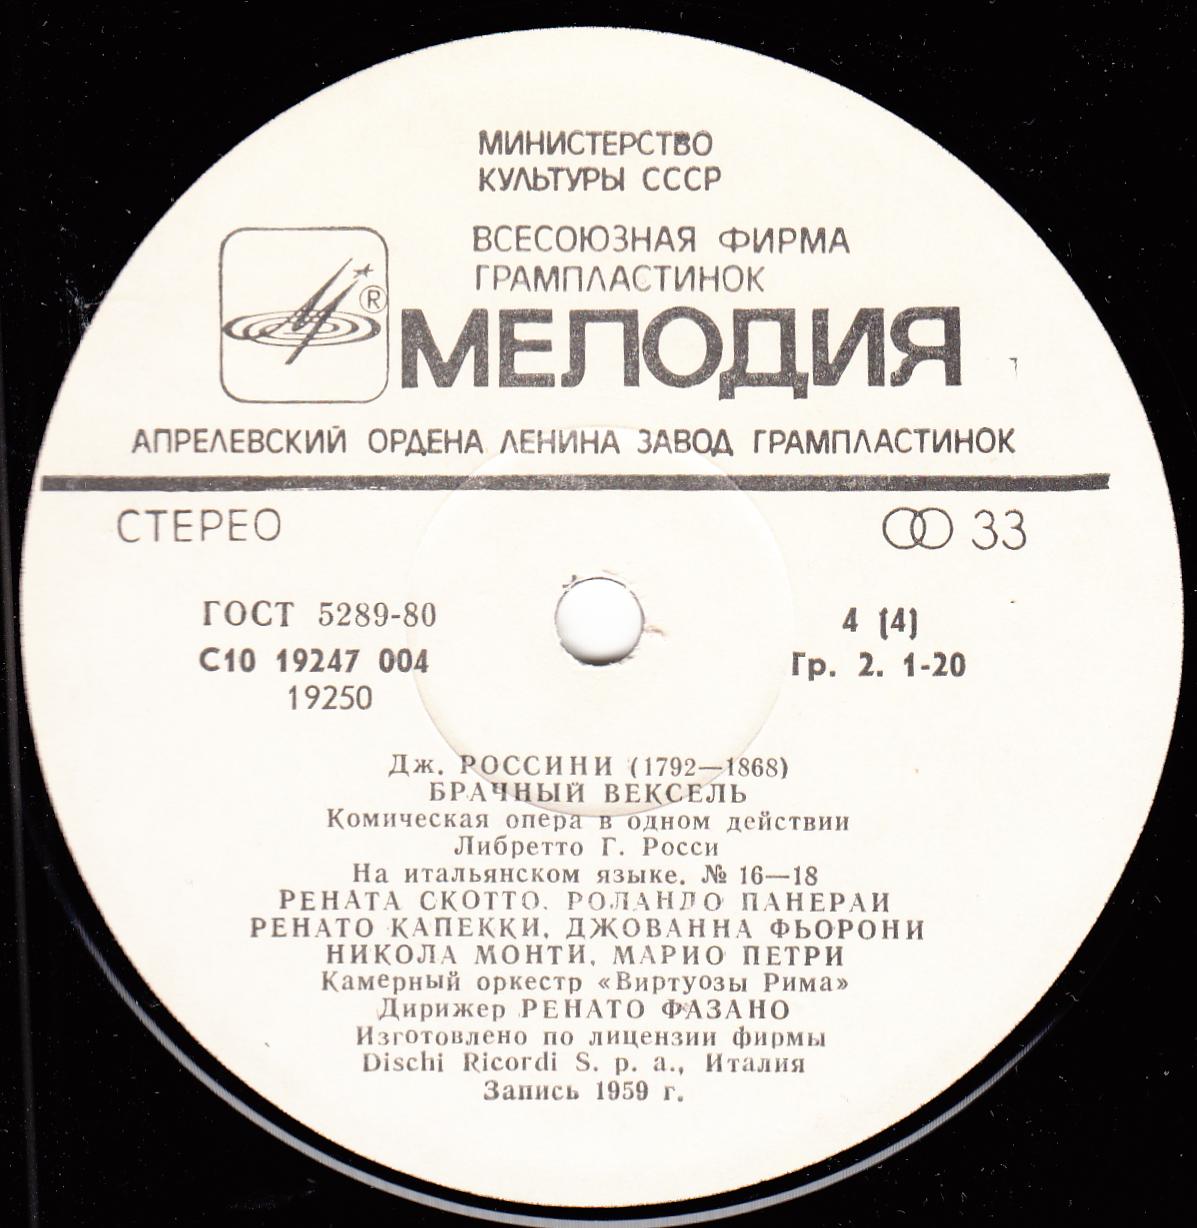 МИНИСТЕРСТВО
КУЛЬТУРЫ СССР
ВСЕСОЮЗНАЯ ФИРМА
ГРАМПЛАСТИНОК
®
МЕЛОДИЯ
АПРЕЛЕВСКИЙ ОРДЕНА ЛЕНИНА ЗАВОД ГРАМПЛАСТИНОК
СТЕРЕО
33
ГОСТ 5289-80
4 (4)
С10 19247 004
Гр. 2. 1-20
19250
Дж. РОССИНИ (1792—1868)
БРАЧНЫЙ ВЕКСЕЛЬ
Комическая опера в одном действии
Либретто Г. Росси
На итальянском языке. № 16—18
РЕНАТА СКОТТО, РОЛАНДО ПАНЕРАИ
РЕНАТО КАПЕККИ, ДЖОВАННА ФЬОРОНИ
НИКОЛА МОНТИ, МАРИО ПЕТРИ
Камерный оркестр «Виртуозы Рима»
Дирижер РЕНАТО ФАЗАНО
Изготовлено по лицензии фирмы
Dischi Ricordi S. p. a., Италия
Запись 1959 г.